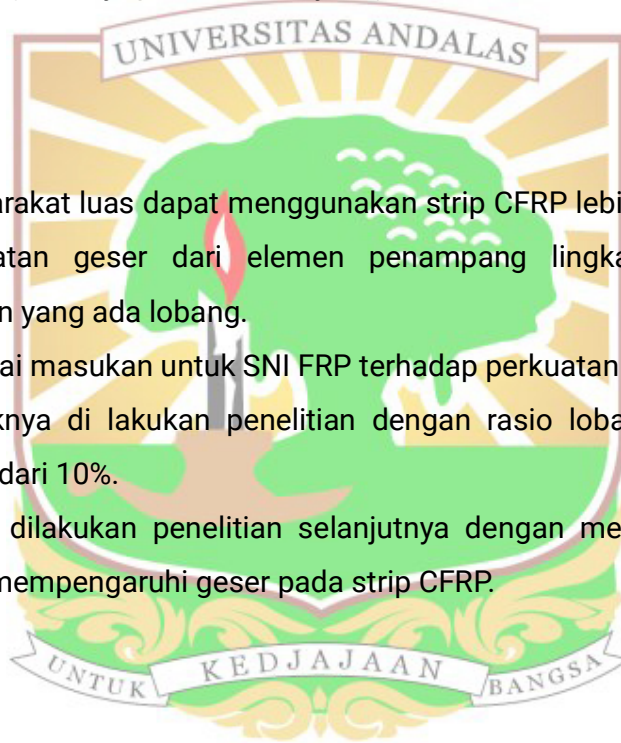 UNIVERSITAS ANDALAS
arakat luas dapat menggunakan strip CFRP lebi
atan geser dari elemen penampang lingka
n yang ada lobang.
ai masukan untuk SNI FRP terhadap perkuatan
knya di lakukan penelitian dengan rasio loba
dari 10%.
dilakukan penelitian selanjutnya dengan me
mempengaruhi geser pada strip CFRP.
UNTUK KEDJAJAAN BANGSA